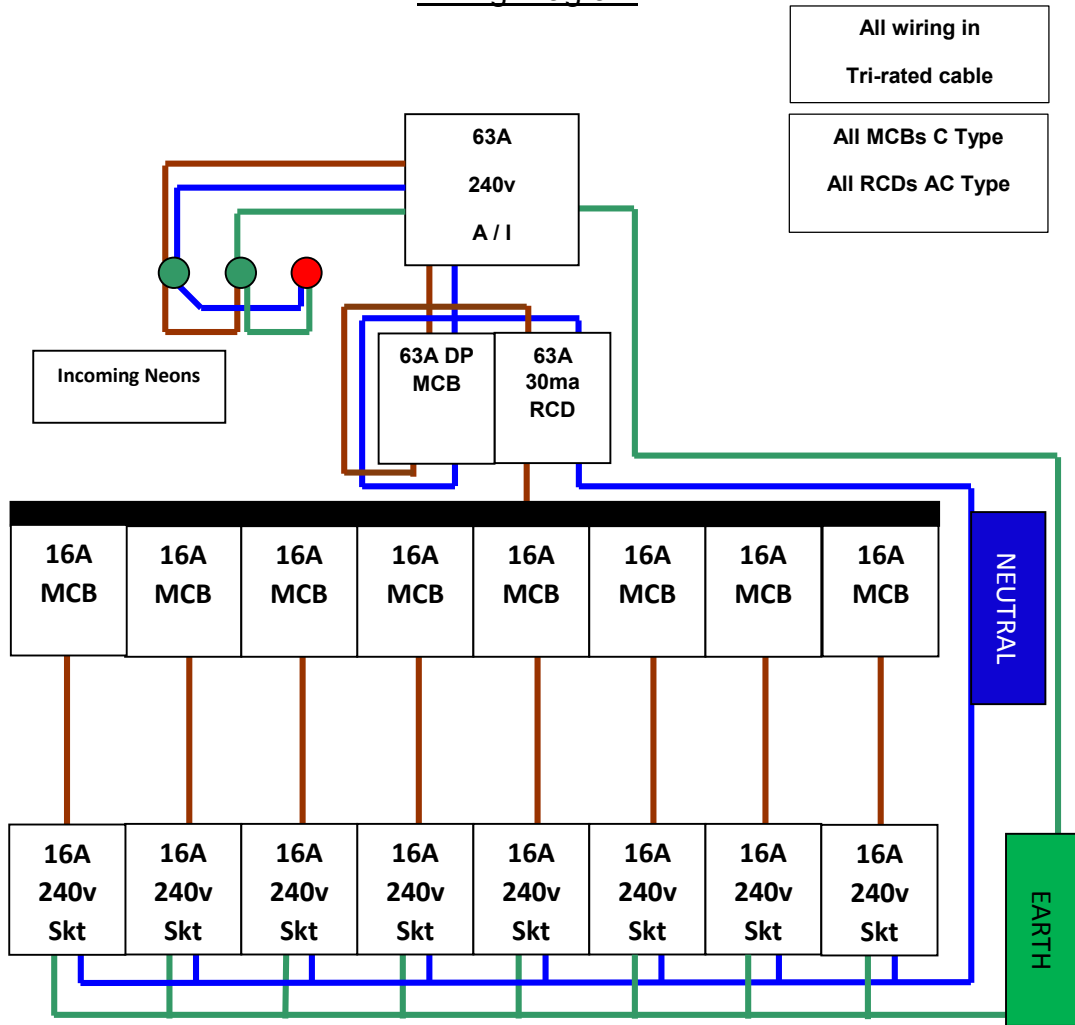 All wiring in
Tri-rated cable
63A
240v
A / I
All MCBs C Type
All RCDs AC Type
Incoming Neons
63A DP
MCB
63A
30ma
RCD
16A
MCB
16A
MCB
16A
MCB
16A
MCB
16A
MCB
16A
MCB
16A
MCB
16A
MCB
NEUTRAL
16A
240v
Skt
16A
240v
Skt
16A
240v
Skt
16A
240v
Skt
16A
240v
Skt
16A
240v
Skt
16A
240v
Skt
16A
240v
Skt
EARTH